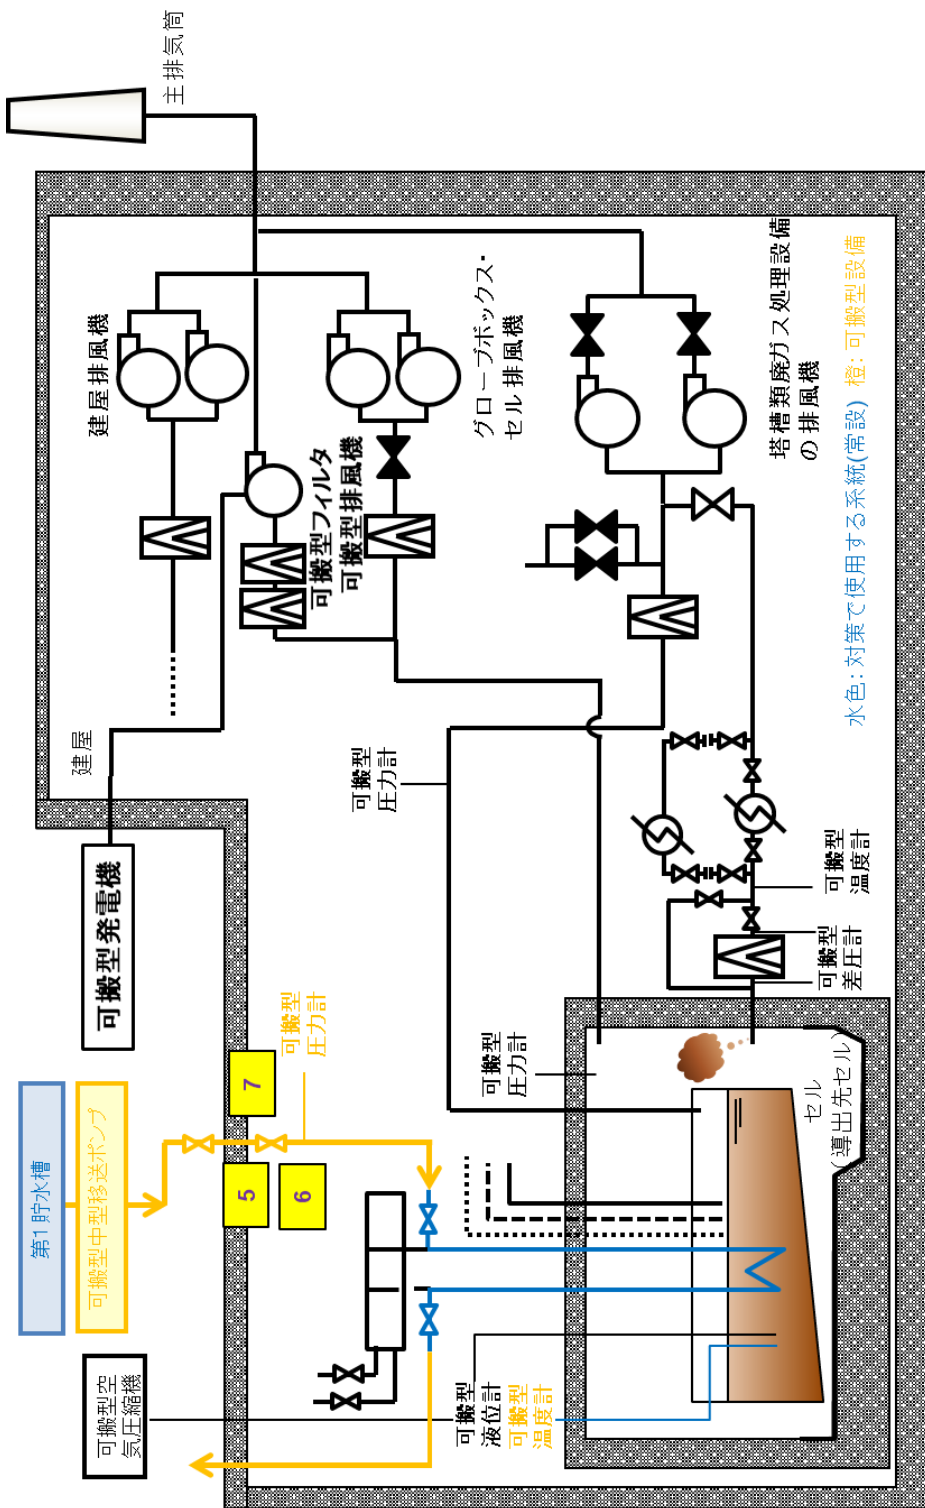 第1貯水槽
可搬型中型移送ポンプ
可搬型空
気圧縮機
可搬型発電機
建屋
建屋排風機
主排気筒
可搬型フィルタ
可搬型排風機
グローブボックス・
セル排風機
塔槽類廃ガス処理設備
の排風機
可搬型
圧力計
7
5
6
可搬型
圧力計
可搬型
圧力計
可搬型
液位計
可搬型
温度計
可搬型
差圧計
可搬型
温度計
セル
(導出先セル)
水色:対策で使用する系統(常設) 橙:可搬型設備